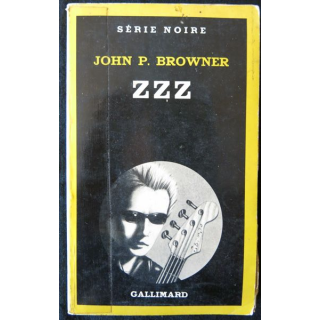 SÉRIE NOIRE
JOHN P. BROWNER
ZZZ
GALLIMARD